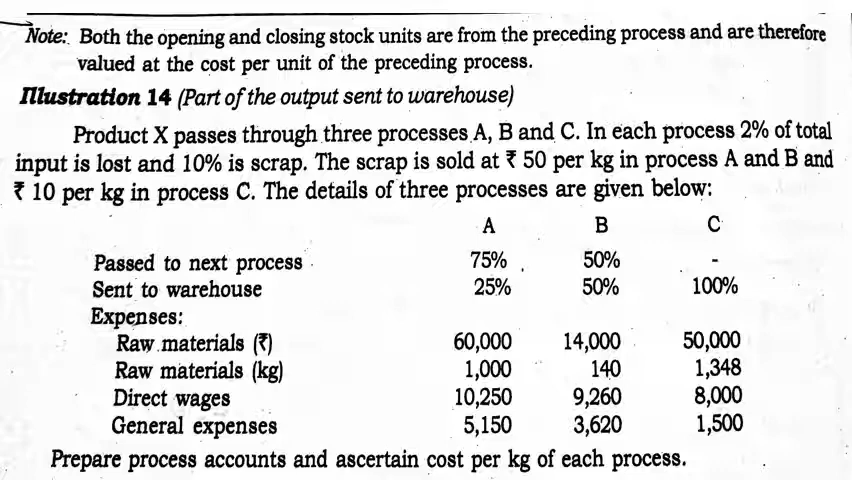 Note: Both the opening and closing stock units are from the preceding process and are therefore
valued at the cost per unit of the preceding process.
Illustration 14 (Part of the output sent to warehouse)
Product X passes through three processes A, B and C. In each process 2% of total
input is lost and 10% is scrap. The scrap is sold at ₹ 50 per kg in process A and B and
₹ 10 per kg in process C. The details of three processes are given below:
A B C
Passed to next process 75% 50% -
Sent to warehouse 25% 50% 100%
Expenses:
Raw materials (₹) 60,000 14,000 50,000
Raw materials (kg) 1,000 140 1,348
Direct wages 10,250 9,260 8,000
General expenses 5,150 3,620 1,500
Prepare process accounts and ascertain cost per kg of each process.